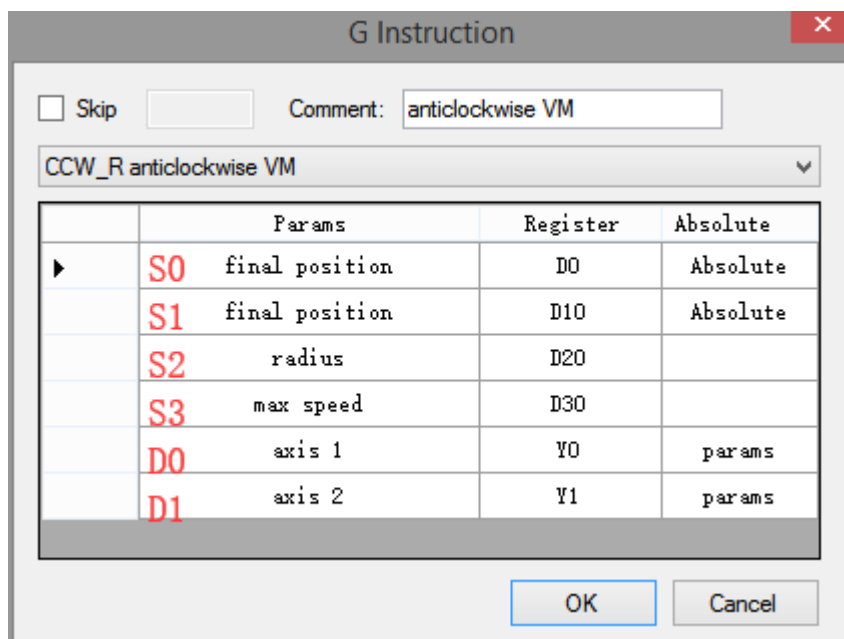 G Instruction
Skip Comment: anticlockwise VM
CCW_R anticlockwise VM
Params Register Absolute
S0 final position D0 Absolute
S1 final position D10 Absolute
S2 radius D20
S3 max speed D30
D0 axis 1 Y0 params
D1 axis 2 Y1 params
OK Cancel